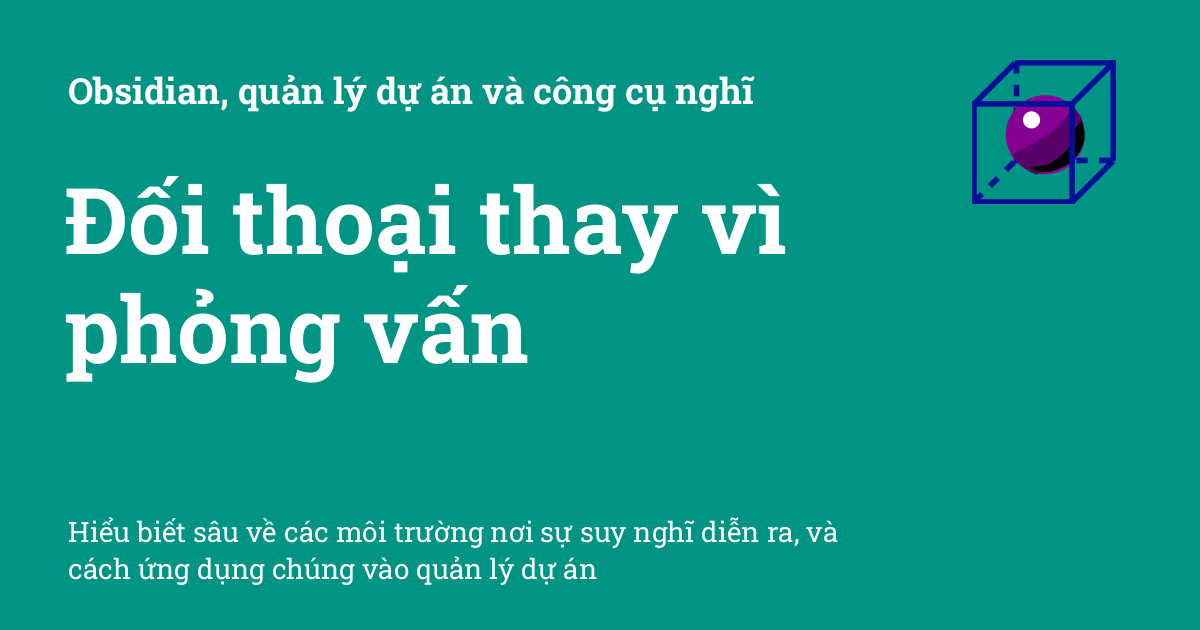 Obsidian, quản lý dự án và công cụ nghĩ
Đối thoại thay vì
phỏng vấn
Hiểu biết sâu về các môi trường nơi sự suy nghĩ diễn ra, và
cách ứng dụng chúng vào quản lý dự án